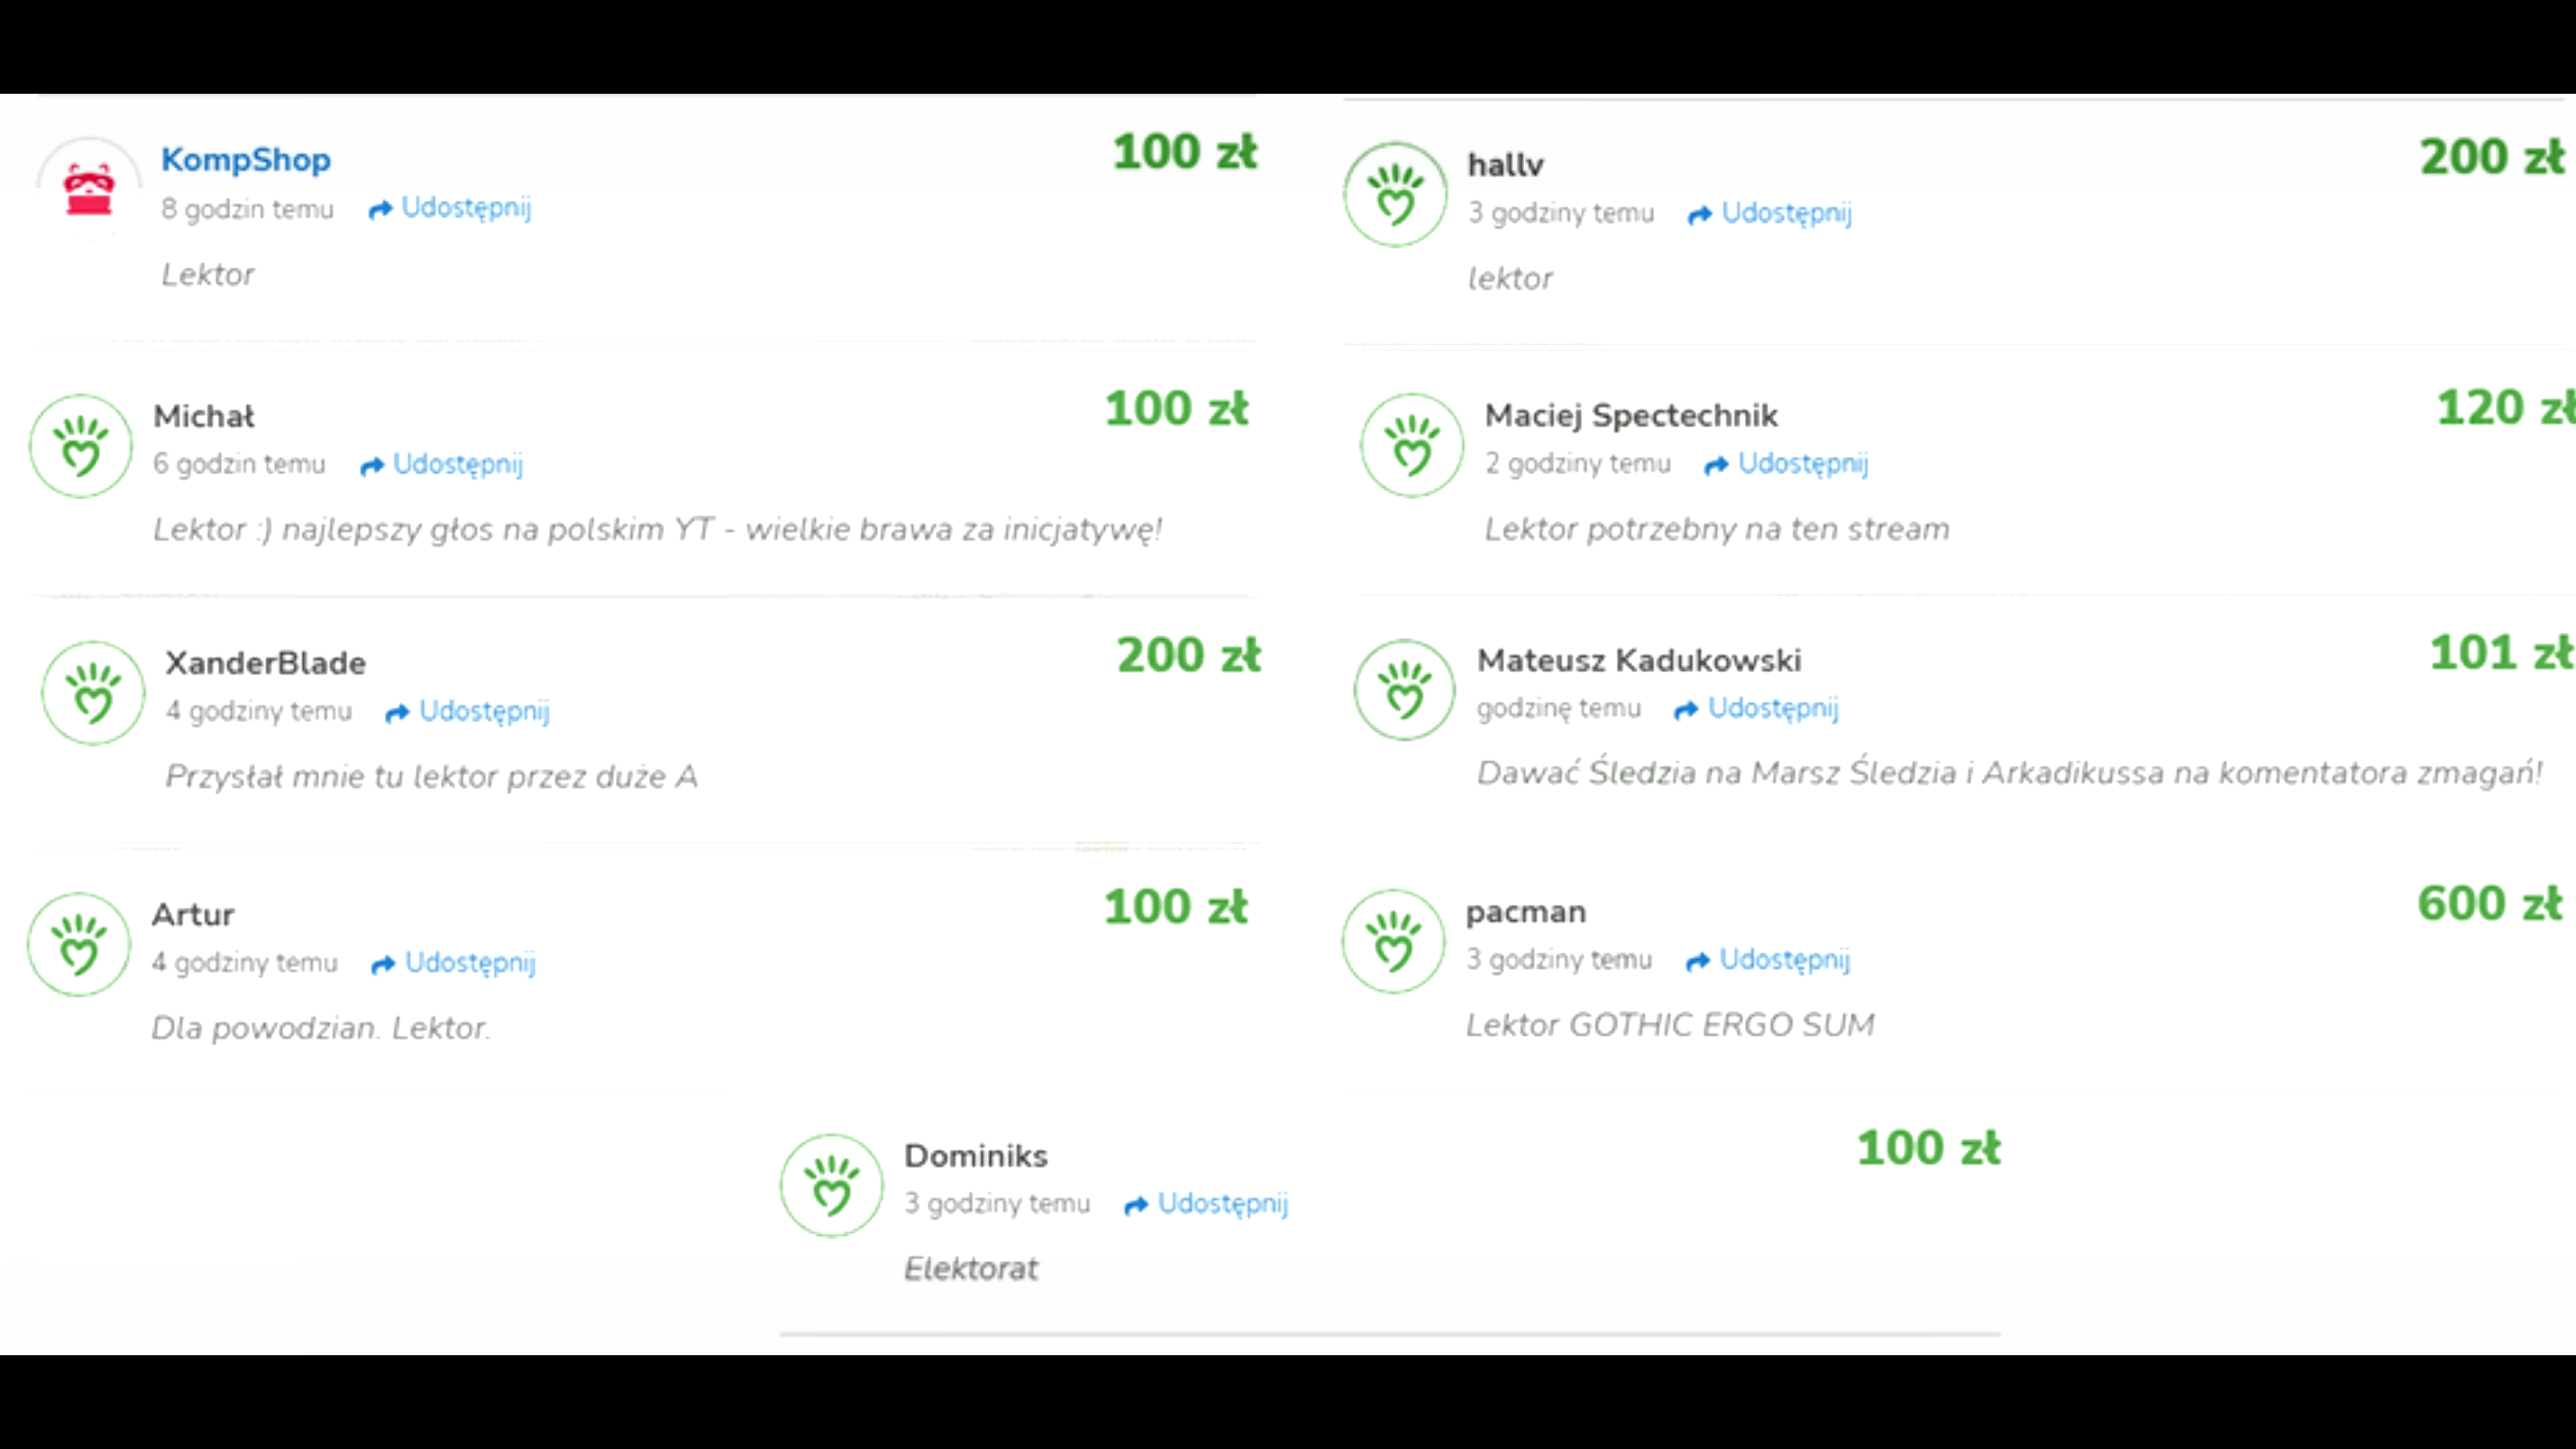 KompShop
100 zł
8 godzin temu Udostępnij
Lektor
Michał
100 zł
6 godzin temu Udostępnij
Lektor :) najlepszy głos na polskim YT - wielkie brawa za inicjatywę!
XanderBlade
200 zł
4 godziny temu Udostępnij
Przysłał mnie tu lektor przez duże A
Artur
100 zł
4 godziny temu Udostępnij
Dla powodzian. Lektor.
hallv
200 zł
3 godziny temu Udostępnij
lektor
Maciej Spectechnik
120 zł
2 godziny temu Udostępnij
Lektor potrzebny na ten stream
Mateusz Kadukowski
101 zł
godzinę temu Udostępnij
Dawać Śledzia na Marsz Śledzia i Arkadikussa na komentatora zmagań!
pacman
600 zł
3 godziny temu Udostępnij
Lektor GOTHIC ERGO SUM
Dominiks
100 zł
3 godziny temu Udostępnij
Elektorat